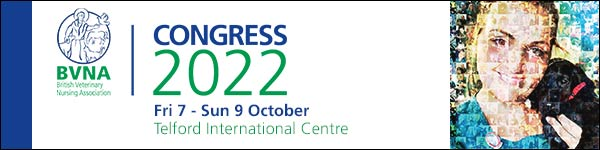 BVNA
British Veterinary
Nursing Association
CONGRESS
2022
Fri 7 - Sun 9 October
Telford International Centre